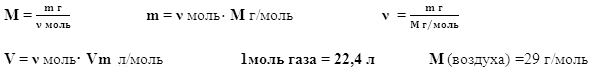 M = m г / ν моль    m = ν моль· M г/моль    ν = m г / М г/моль
V = ν моль· Vm л/моль    1моль газа = 22,4 л    M (воздуха) =29 г/моль